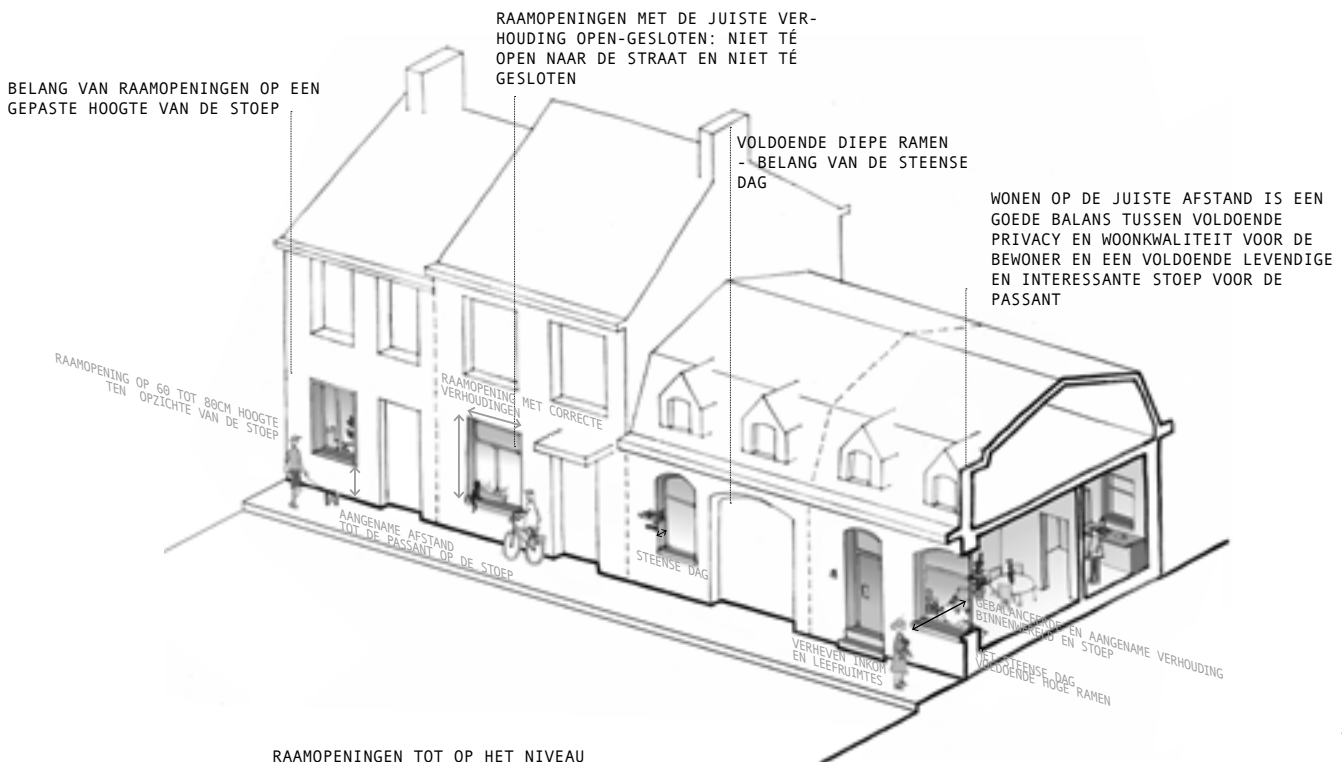 RAAMOPENINGEN MET DE JUISTE VER-
HOUDING OPEN-GESLOTEN: NIET TÉ
OPEN NAAR DE STRAAT EN NIET TÉ
GESLOTEN
BELANG VAN RAAMOPENINGEN OP EEN
GEPASTE HOOGTE VAN DE STOEP
VOLDOENDE DIEPE RAMEN
- BELANG VAN DE STEENSE
DAG
WONEN OP DE JUISTE AFSTAND IS EEN
GOEDE BALANS TUSSEN VOLDOENDE
PRIVACY EN WOONKWALITEIT VOOR DE
BEWONER EN EEN VOLDOENDE LEVENDIGE
EN INTERESSANTE STOEP VOOR DE
PASSANT
RAAMOPENING OP 60 TOT 80CM HOOGTE
TEN OPZICHTE VAN DE STOEP
RAAMOPENING MET CORRECTE
VERHOUDINGEN
AANGENAME AFSTAND
TOT DE PASSANT OP DE STOEP
STEENSE DAG
VERHEVEN INKOM
EN LEEFRUIMTES
GEBALANCEERDE EN AANGENAME VERHOUDING
BINNENWERELD EN STOEP
MET STEENSE DAG
VOLDOENDE HOGE RAMEN
RAAMOPENINGEN TOT OP HET NIVEAU